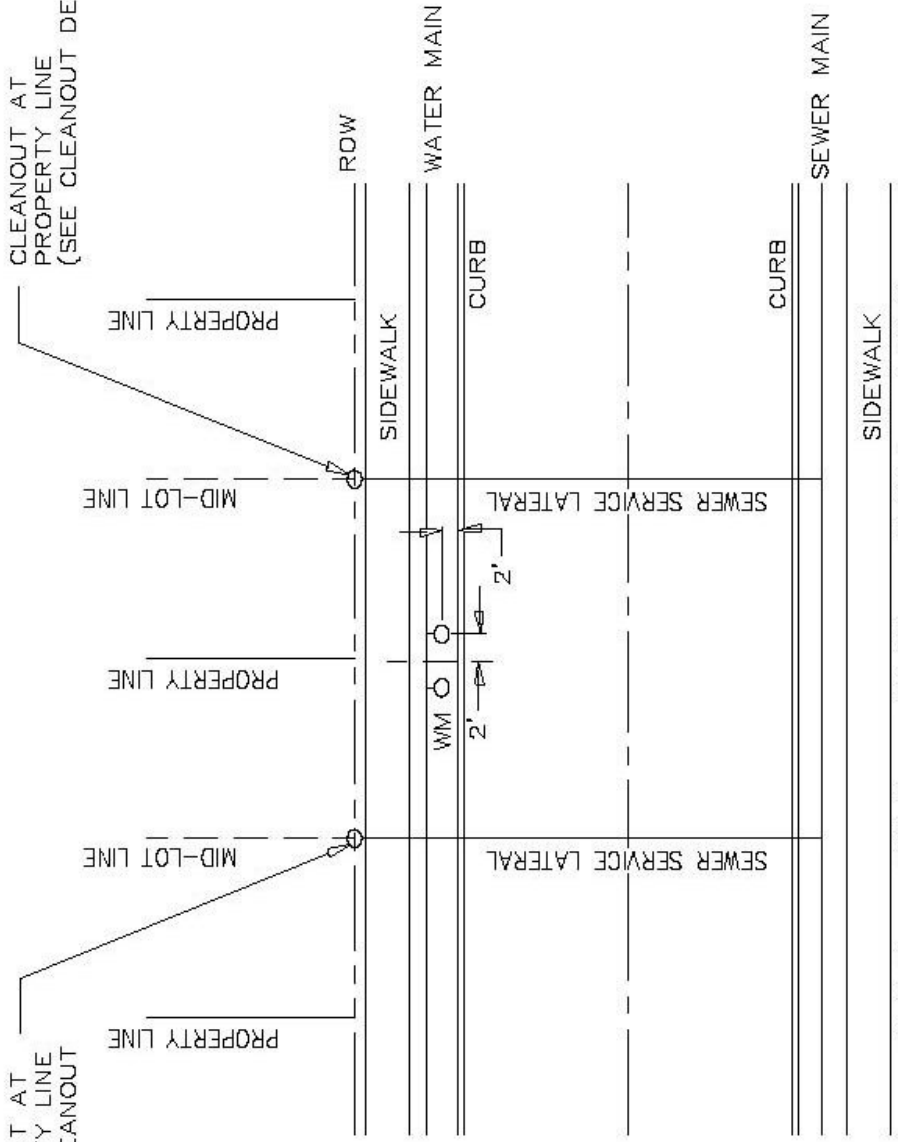 CLEANOUT AT
PROPERTY LINE
(SEE CLEANOUT DE
T AT
Y LINE
EANOUT
ROW
WATER MAIN
PROPERTY LINE
MID-LOT LINE
PROPERTY LINE
MID-LOT LINE
PROPERTY LINE
SIDEWALK
CURB
WM
2'
2'
SEWER SERVICE LATERAL
SEWER SERVICE LATERAL
CURB
SEWER MAIN
SIDEWALK